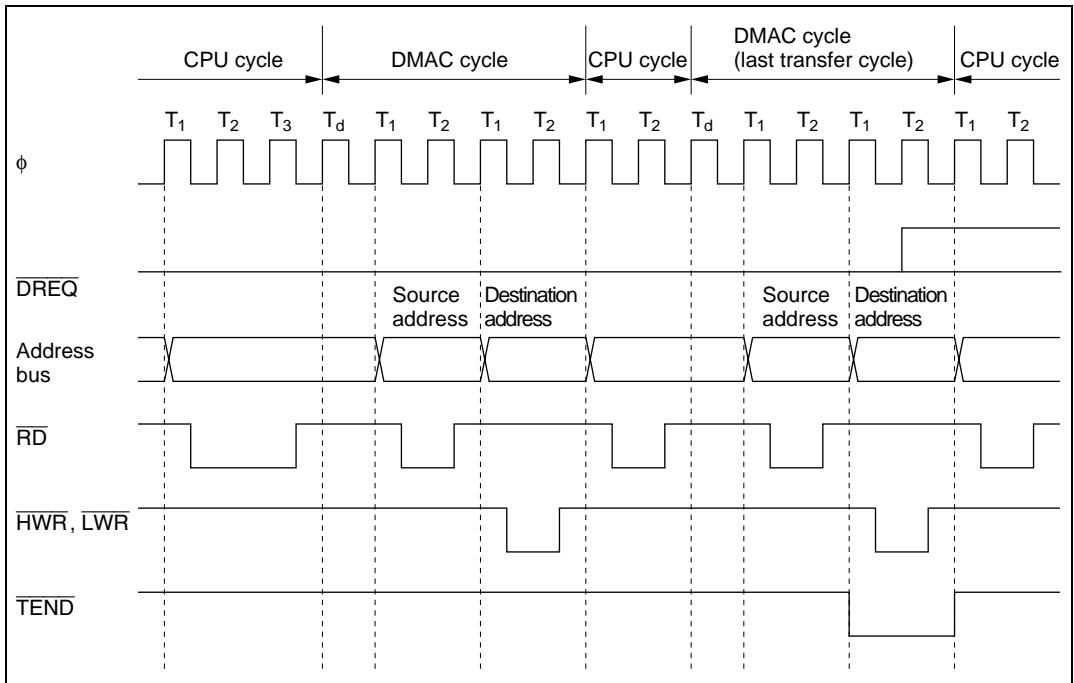 DMAC cycle
CPU cycle DMAC cycle CPU cycle (last transfer cycle) CPU cycle
T1 T2 T3 Td T1 T2 T1 T2 T1 T2 Td T1 T2 T1 T2 T1 T2
ϕ
DREQ
Source Destination Source Destination
address address address address
Address
bus
RD
HWR, LWR
TEND